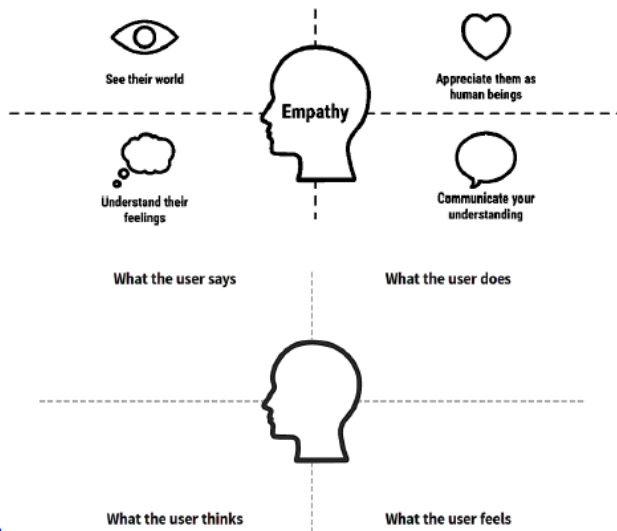 See their world
Appreciate them as
human beings
Empathy
Understand their
feelings
Communicate your
understanding
What the user says
What the user does
What the user thinks
What the user feels